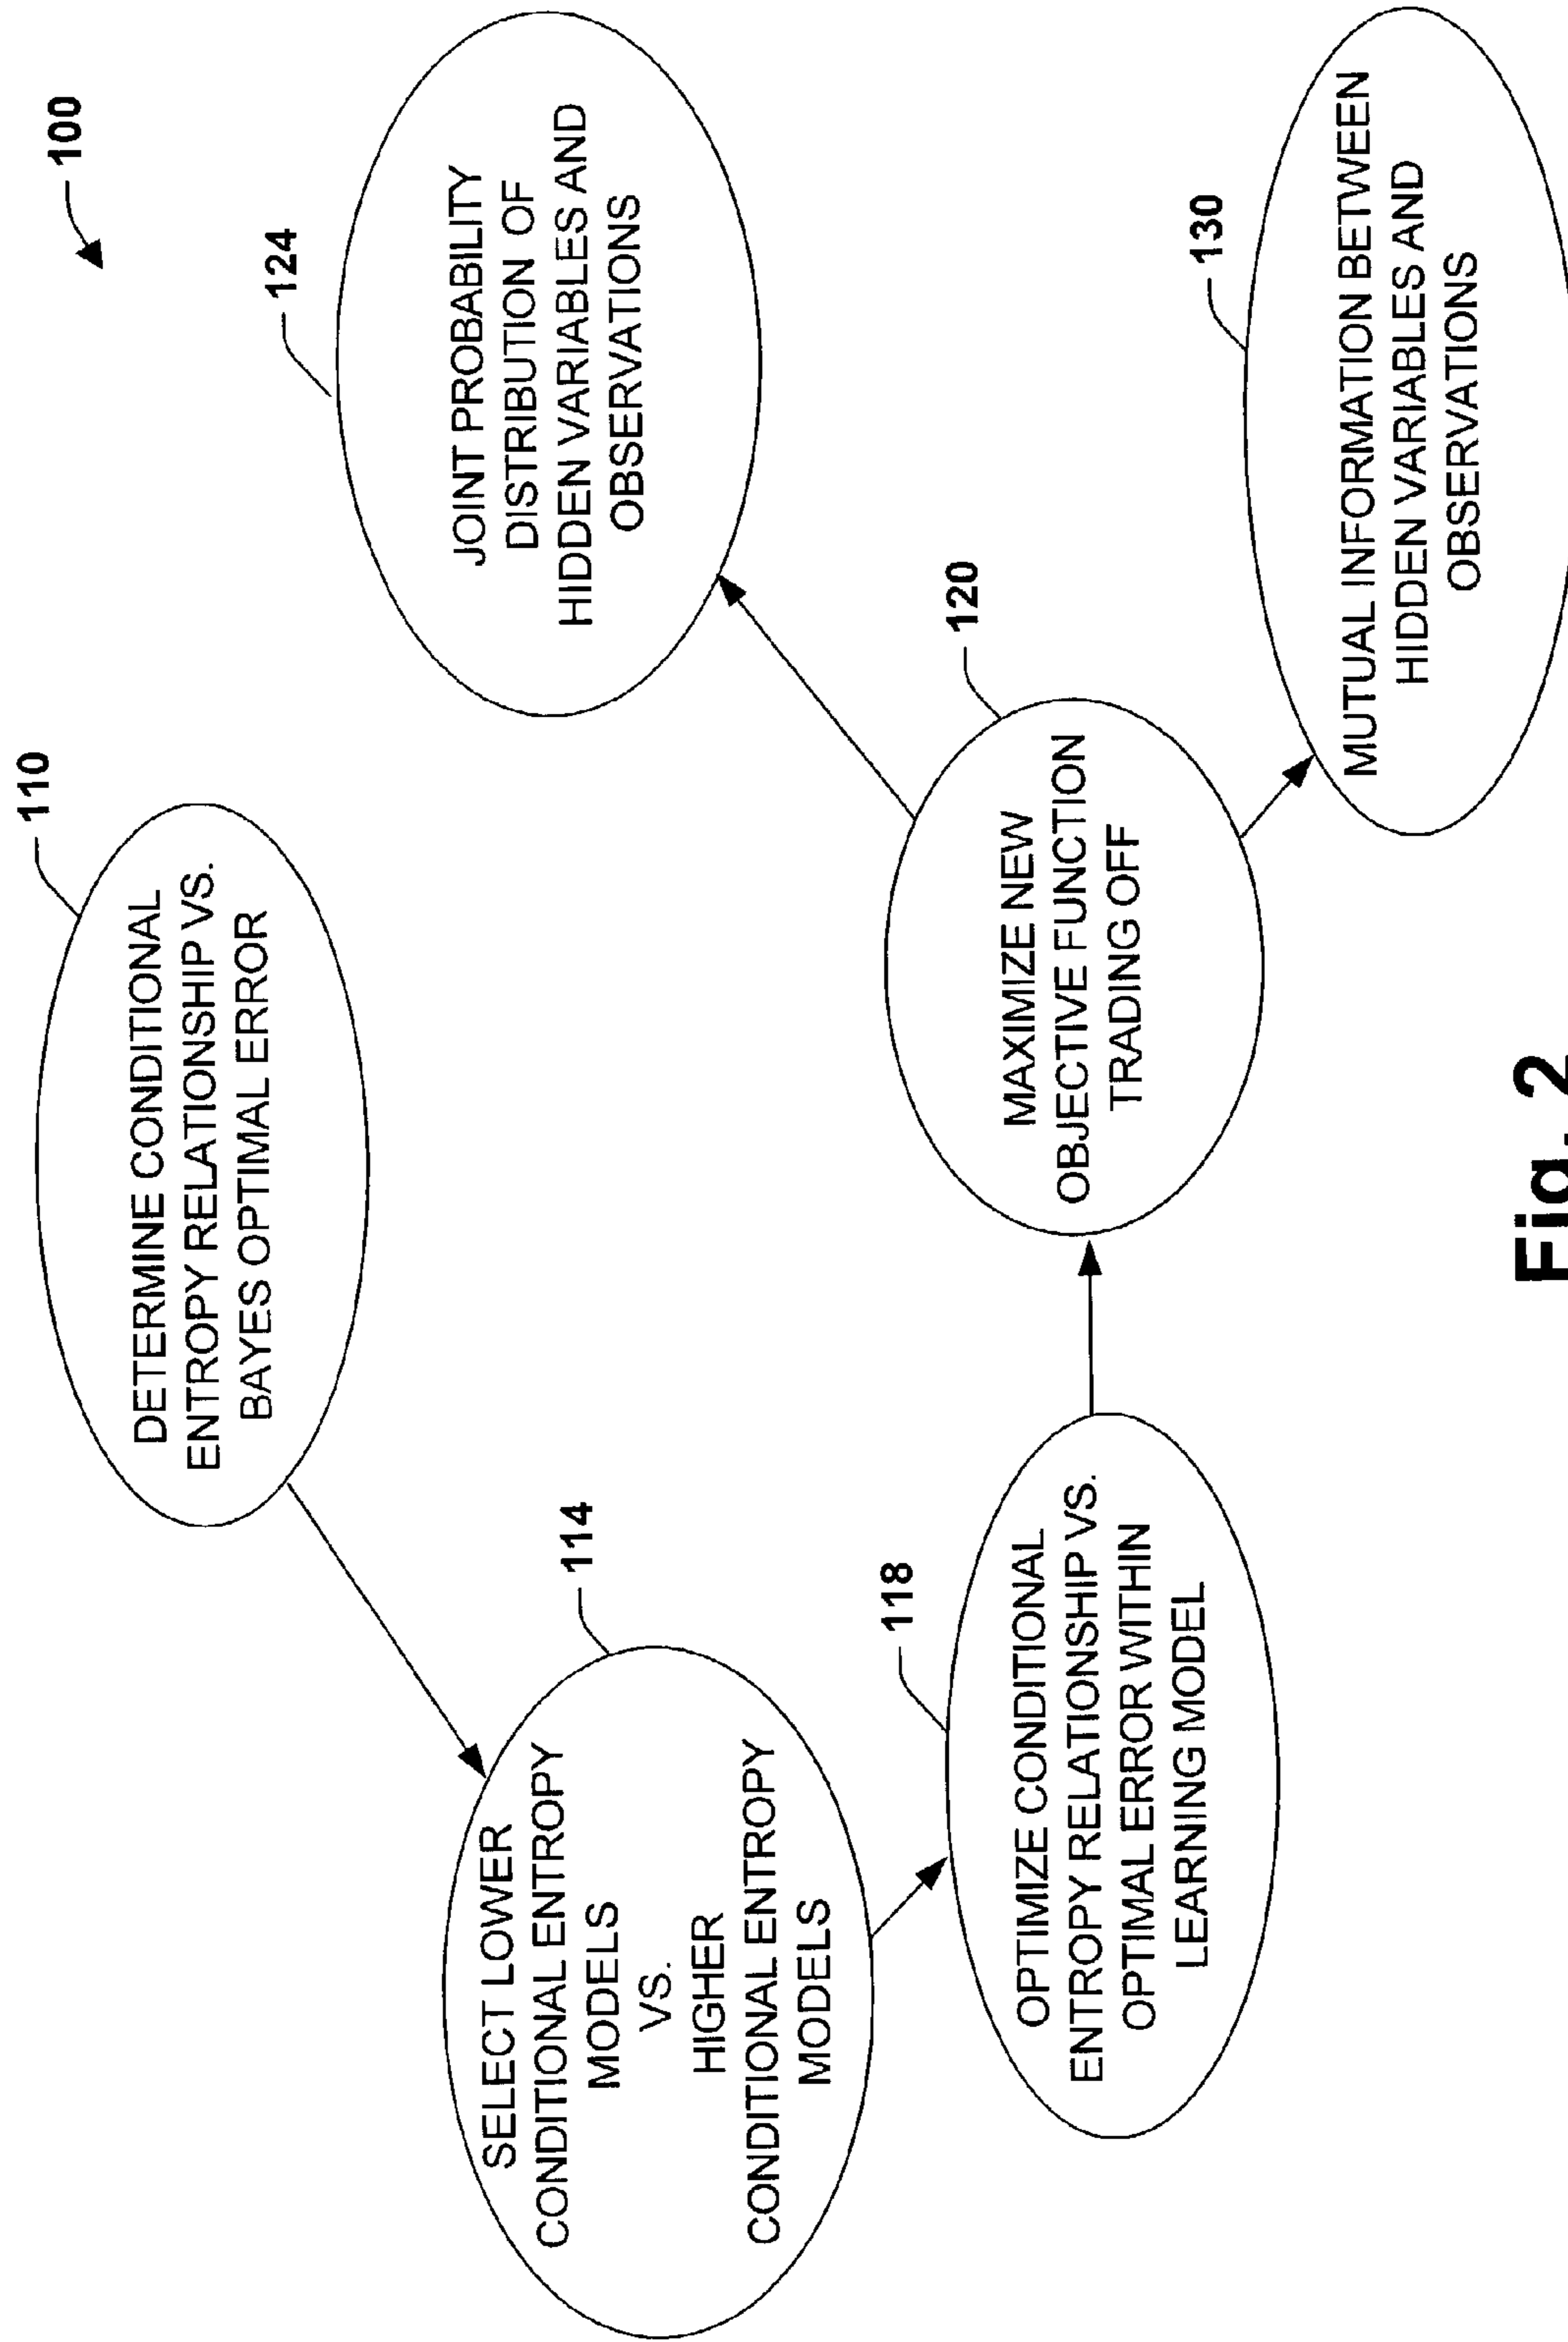 100
110
DETERMINE CONDITIONAL
ENTROPY RELATIONSHIP VS.
BAYES OPTIMAL ERROR
114
SELECT LOWER
CONDITIONAL ENTROPY
MODELS
VS.
HIGHER
CONDITIONAL ENTROPY
MODELS
118
OPTIMIZE CONDITIONAL
ENTROPY RELATIONSHIP VS.
OPTIMAL ERROR WITHIN
LEARNING MODEL
120
MAXIMIZE NEW
OBJECTIVE FUNCTION
TRADING OFF
124
JOINT PROBABILITY
DISTRIBUTION OF
HIDDEN VARIABLES AND
OBSERVATIONS
130
MUTUAL INFORMATION BETWEEN
HIDDEN VARIABLES AND
OBSERVATIONS
Fig. 2